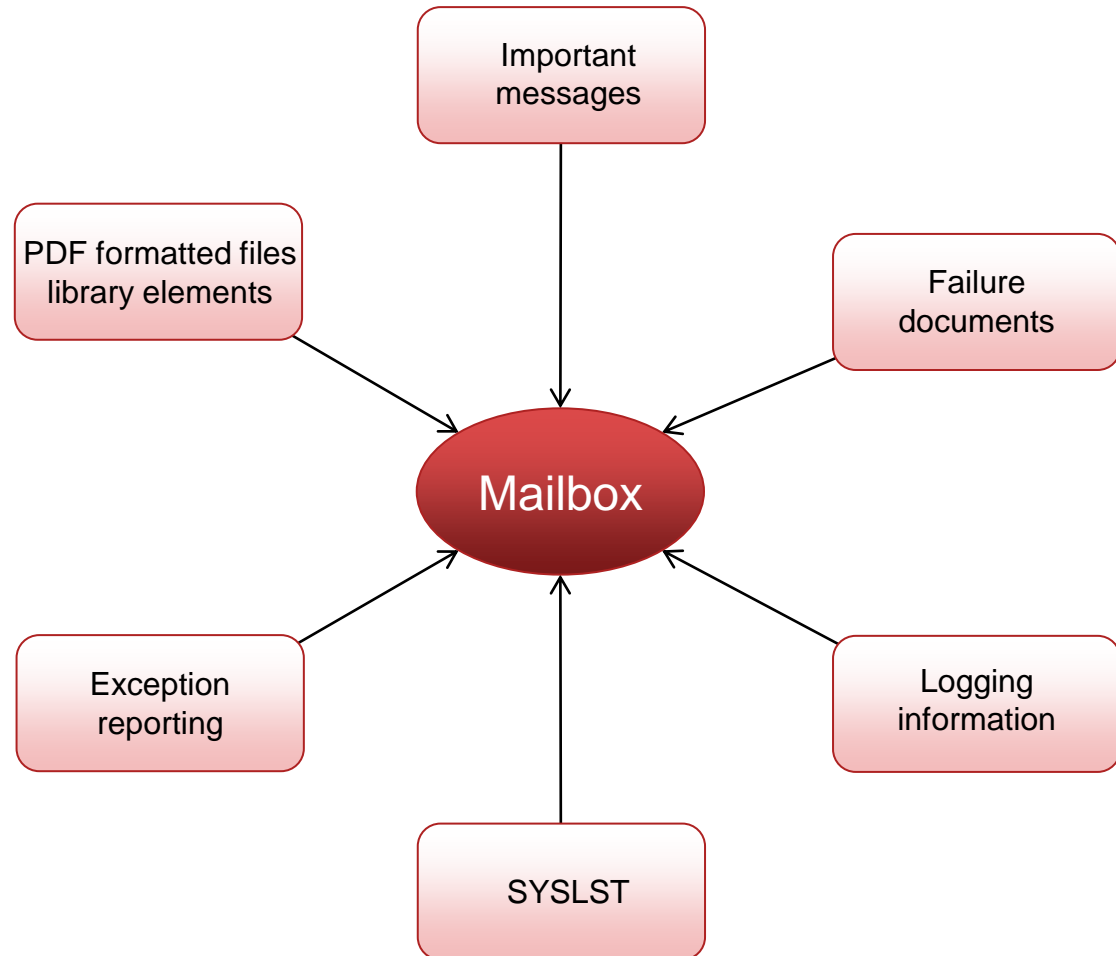 Important
messages
PDF formatted files
library elements
Failure
documents
Mailbox
Exception
reporting
Logging
information
SYSLST